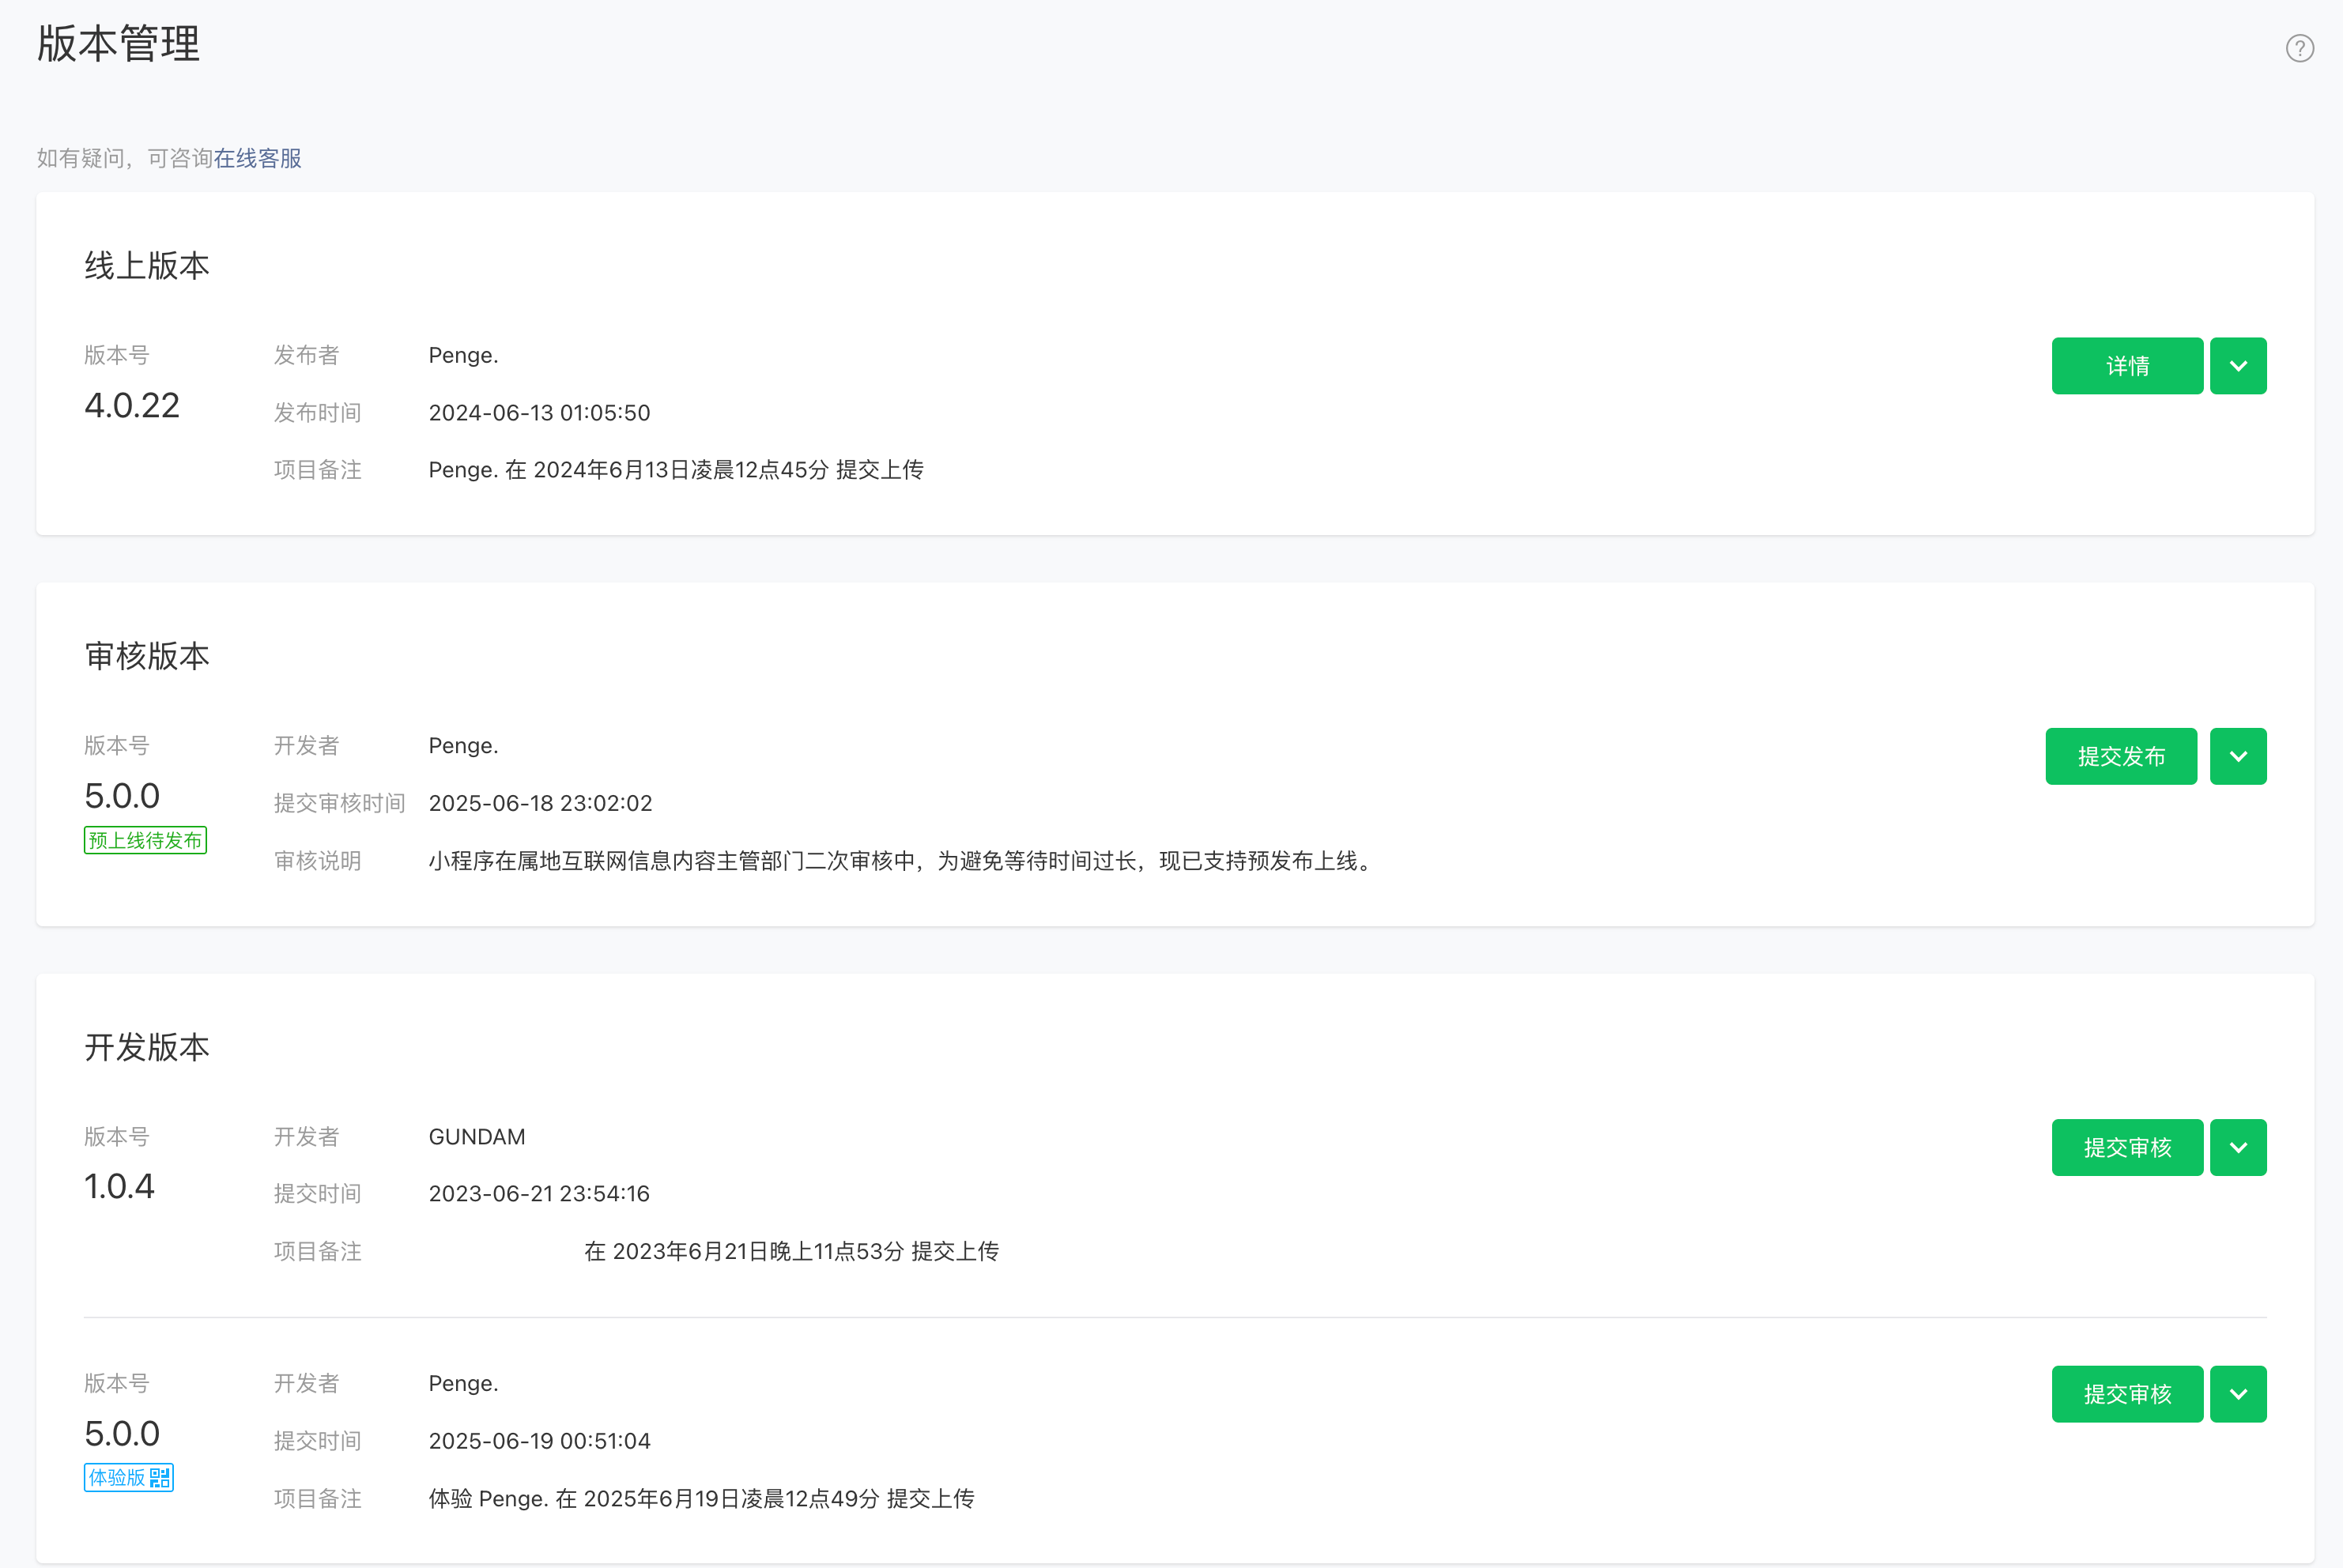 版本管理
如有疑问，可咨询在线客服
线上版本
版本号
4.0.22
发布者 Penge.
发布时间 2024-06-13 01:05:50
项目备注 Penge. 在 2024年6月13日凌晨12点45分 提交上传
详情
审核版本
版本号
5.0.0
预上线待发布
开发者 Penge.
提交审核时间 2025-06-18 23:02:02
审核说明 小程序在属地互联网信息内容主管部门二次审核中，为避免等待时间过长，现已支持预发布上线。
提交发布
开发版本
版本号
1.0.4
开发者 GUNDAM
提交时间 2023-06-21 23:54:16
项目备注 在 2023年6月21日晚上11点53分 提交上传
提交审核
版本号
5.0.0
体验版
开发者 Penge.
提交时间 2025-06-19 00:51:04
项目备注 体验 Penge. 在 2025年6月19日凌晨12点49分 提交上传
提交审核